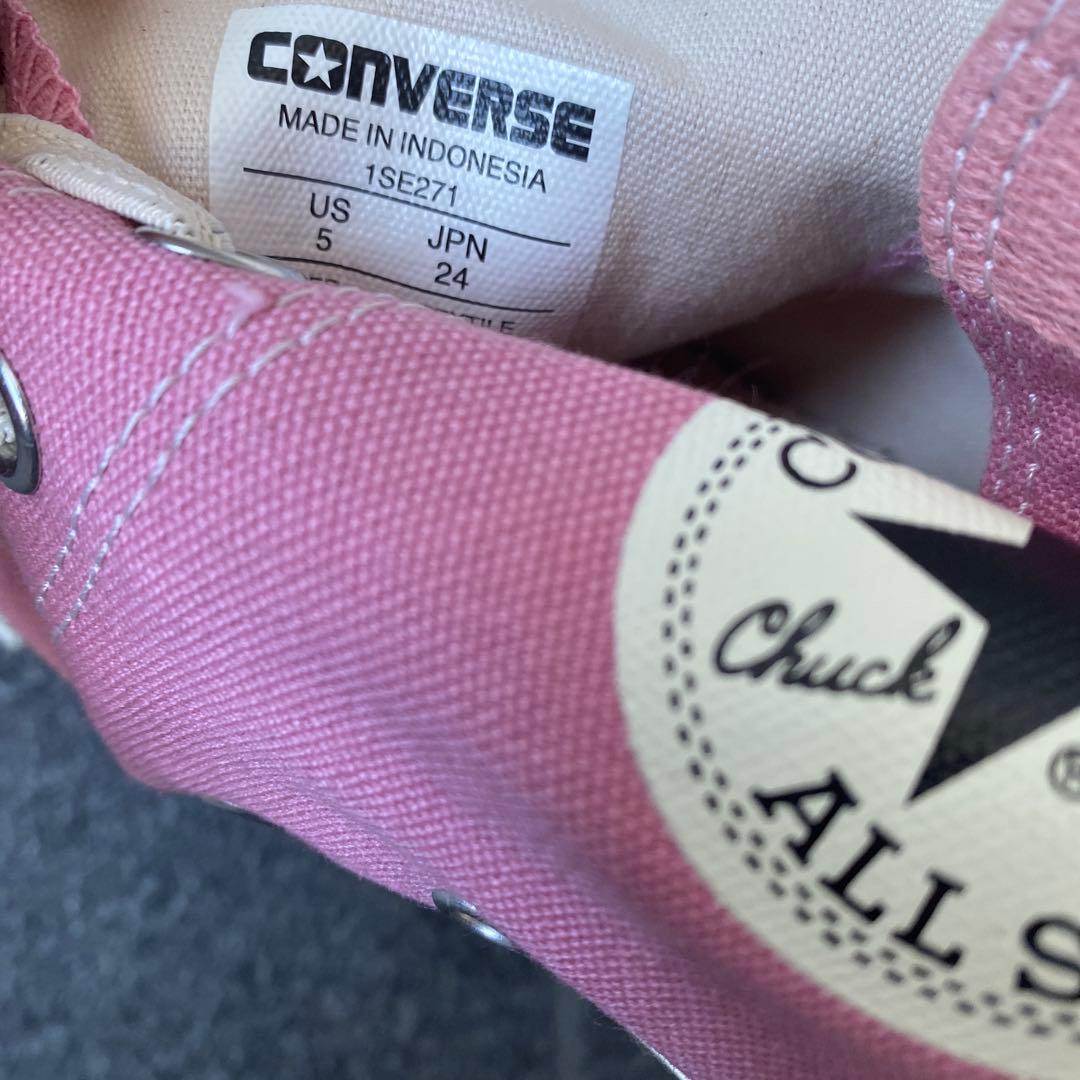 CONVERSE
MADE IN INDONESIA
1SE271
US JPN
5 24
C
Chuck
®
ALL S